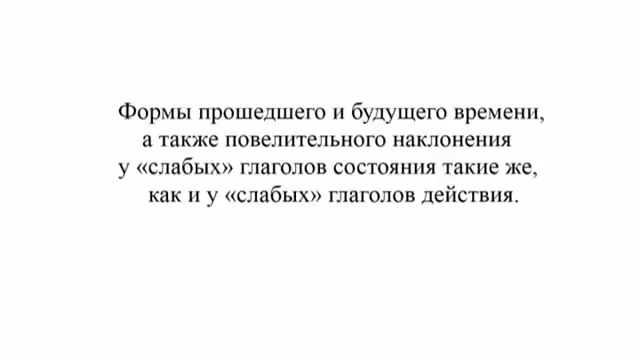 Формы прошедшего и будущего времени,
а также повелительного наклонения
у «слабых» глаголов состояния такие же,
как и у «слабых» глаголов действия.